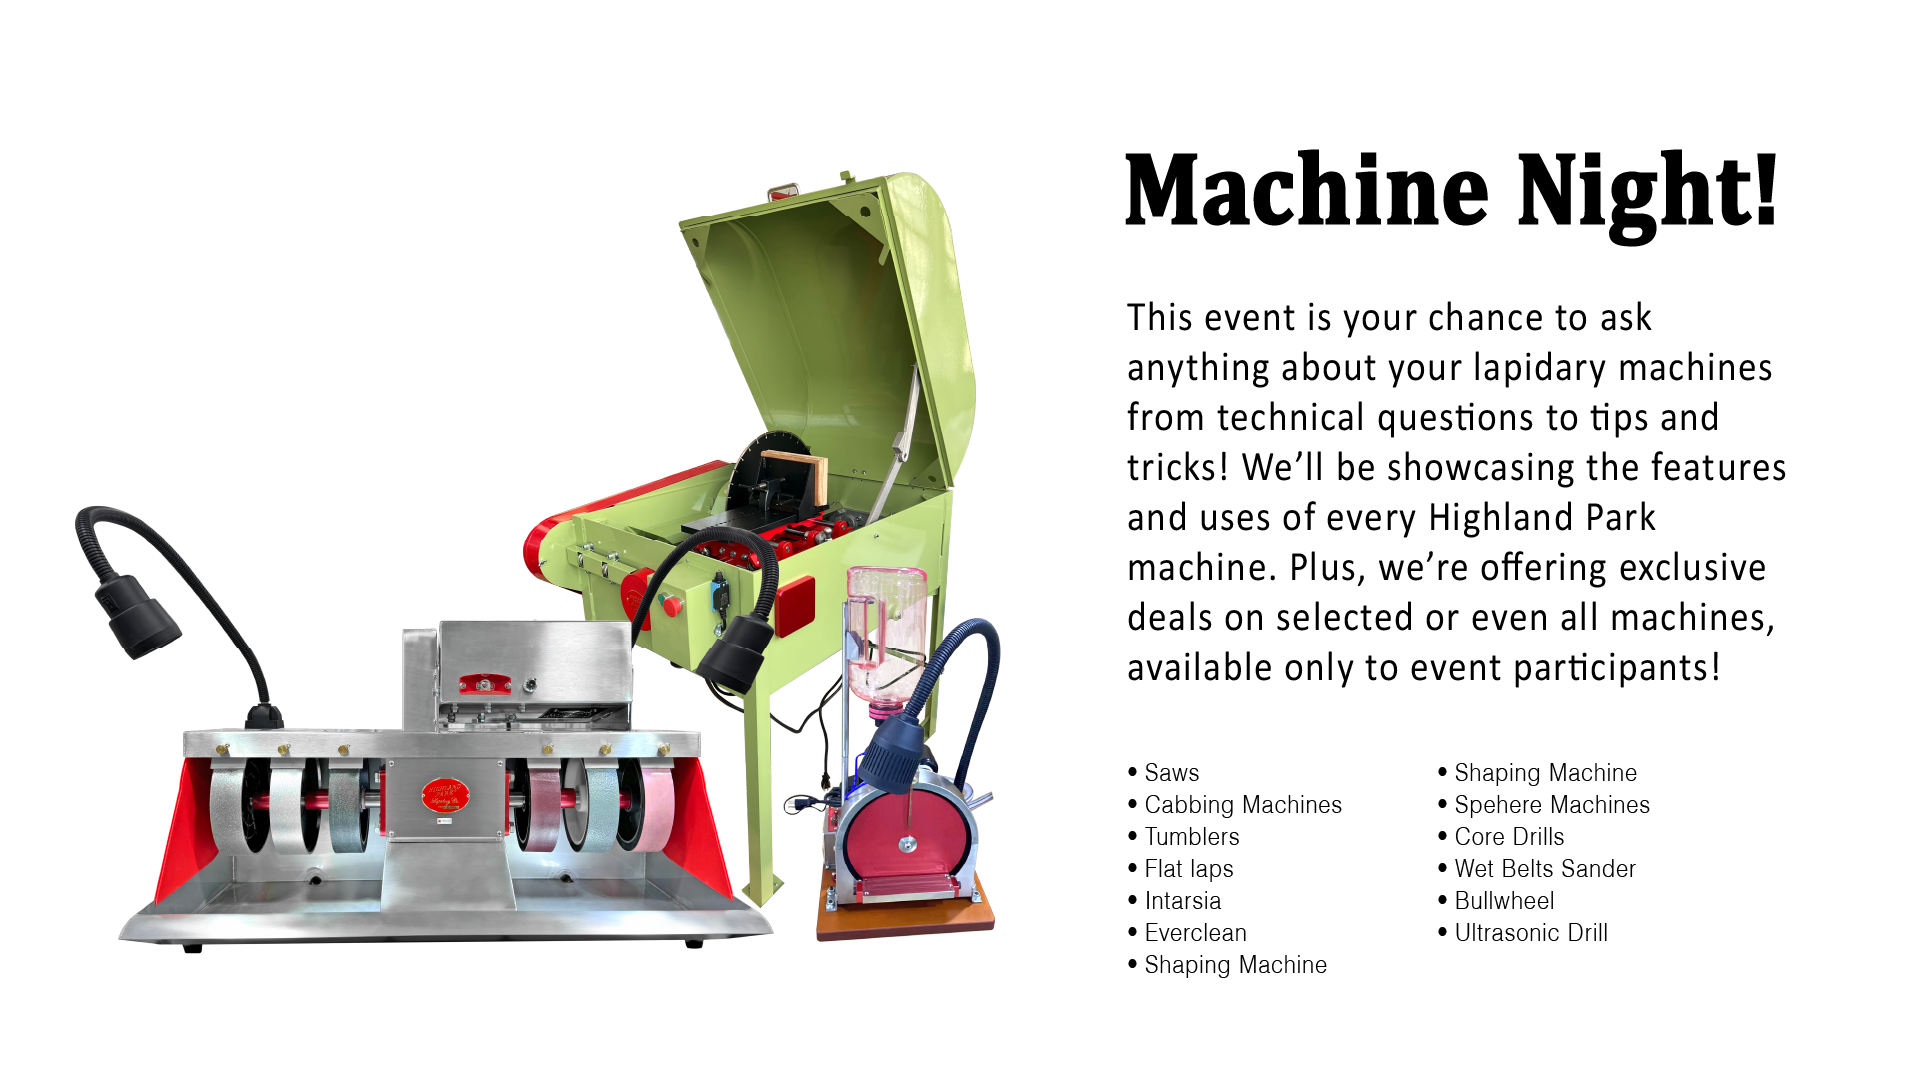 Machine Night!
This event is your chance to ask
anything about your lapidary machines
from technical questions to tips and
tricks! We’ll be showcasing the features
and uses of every Highland Park
machine. Plus, we’re offering exclusive
deals on selected or even all machines,
available only to event participants!
• Saws
• Cabbing Machines
• Tumblers
• Flat laps
• Intarsia
• Everclean
• Shaping Machine
• Shaping Machine
• Spehere Machines
• Core Drills
• Wet Belts Sander
• Bullwheel
• Ultrasonic Drill
HIGHLAND
PARK